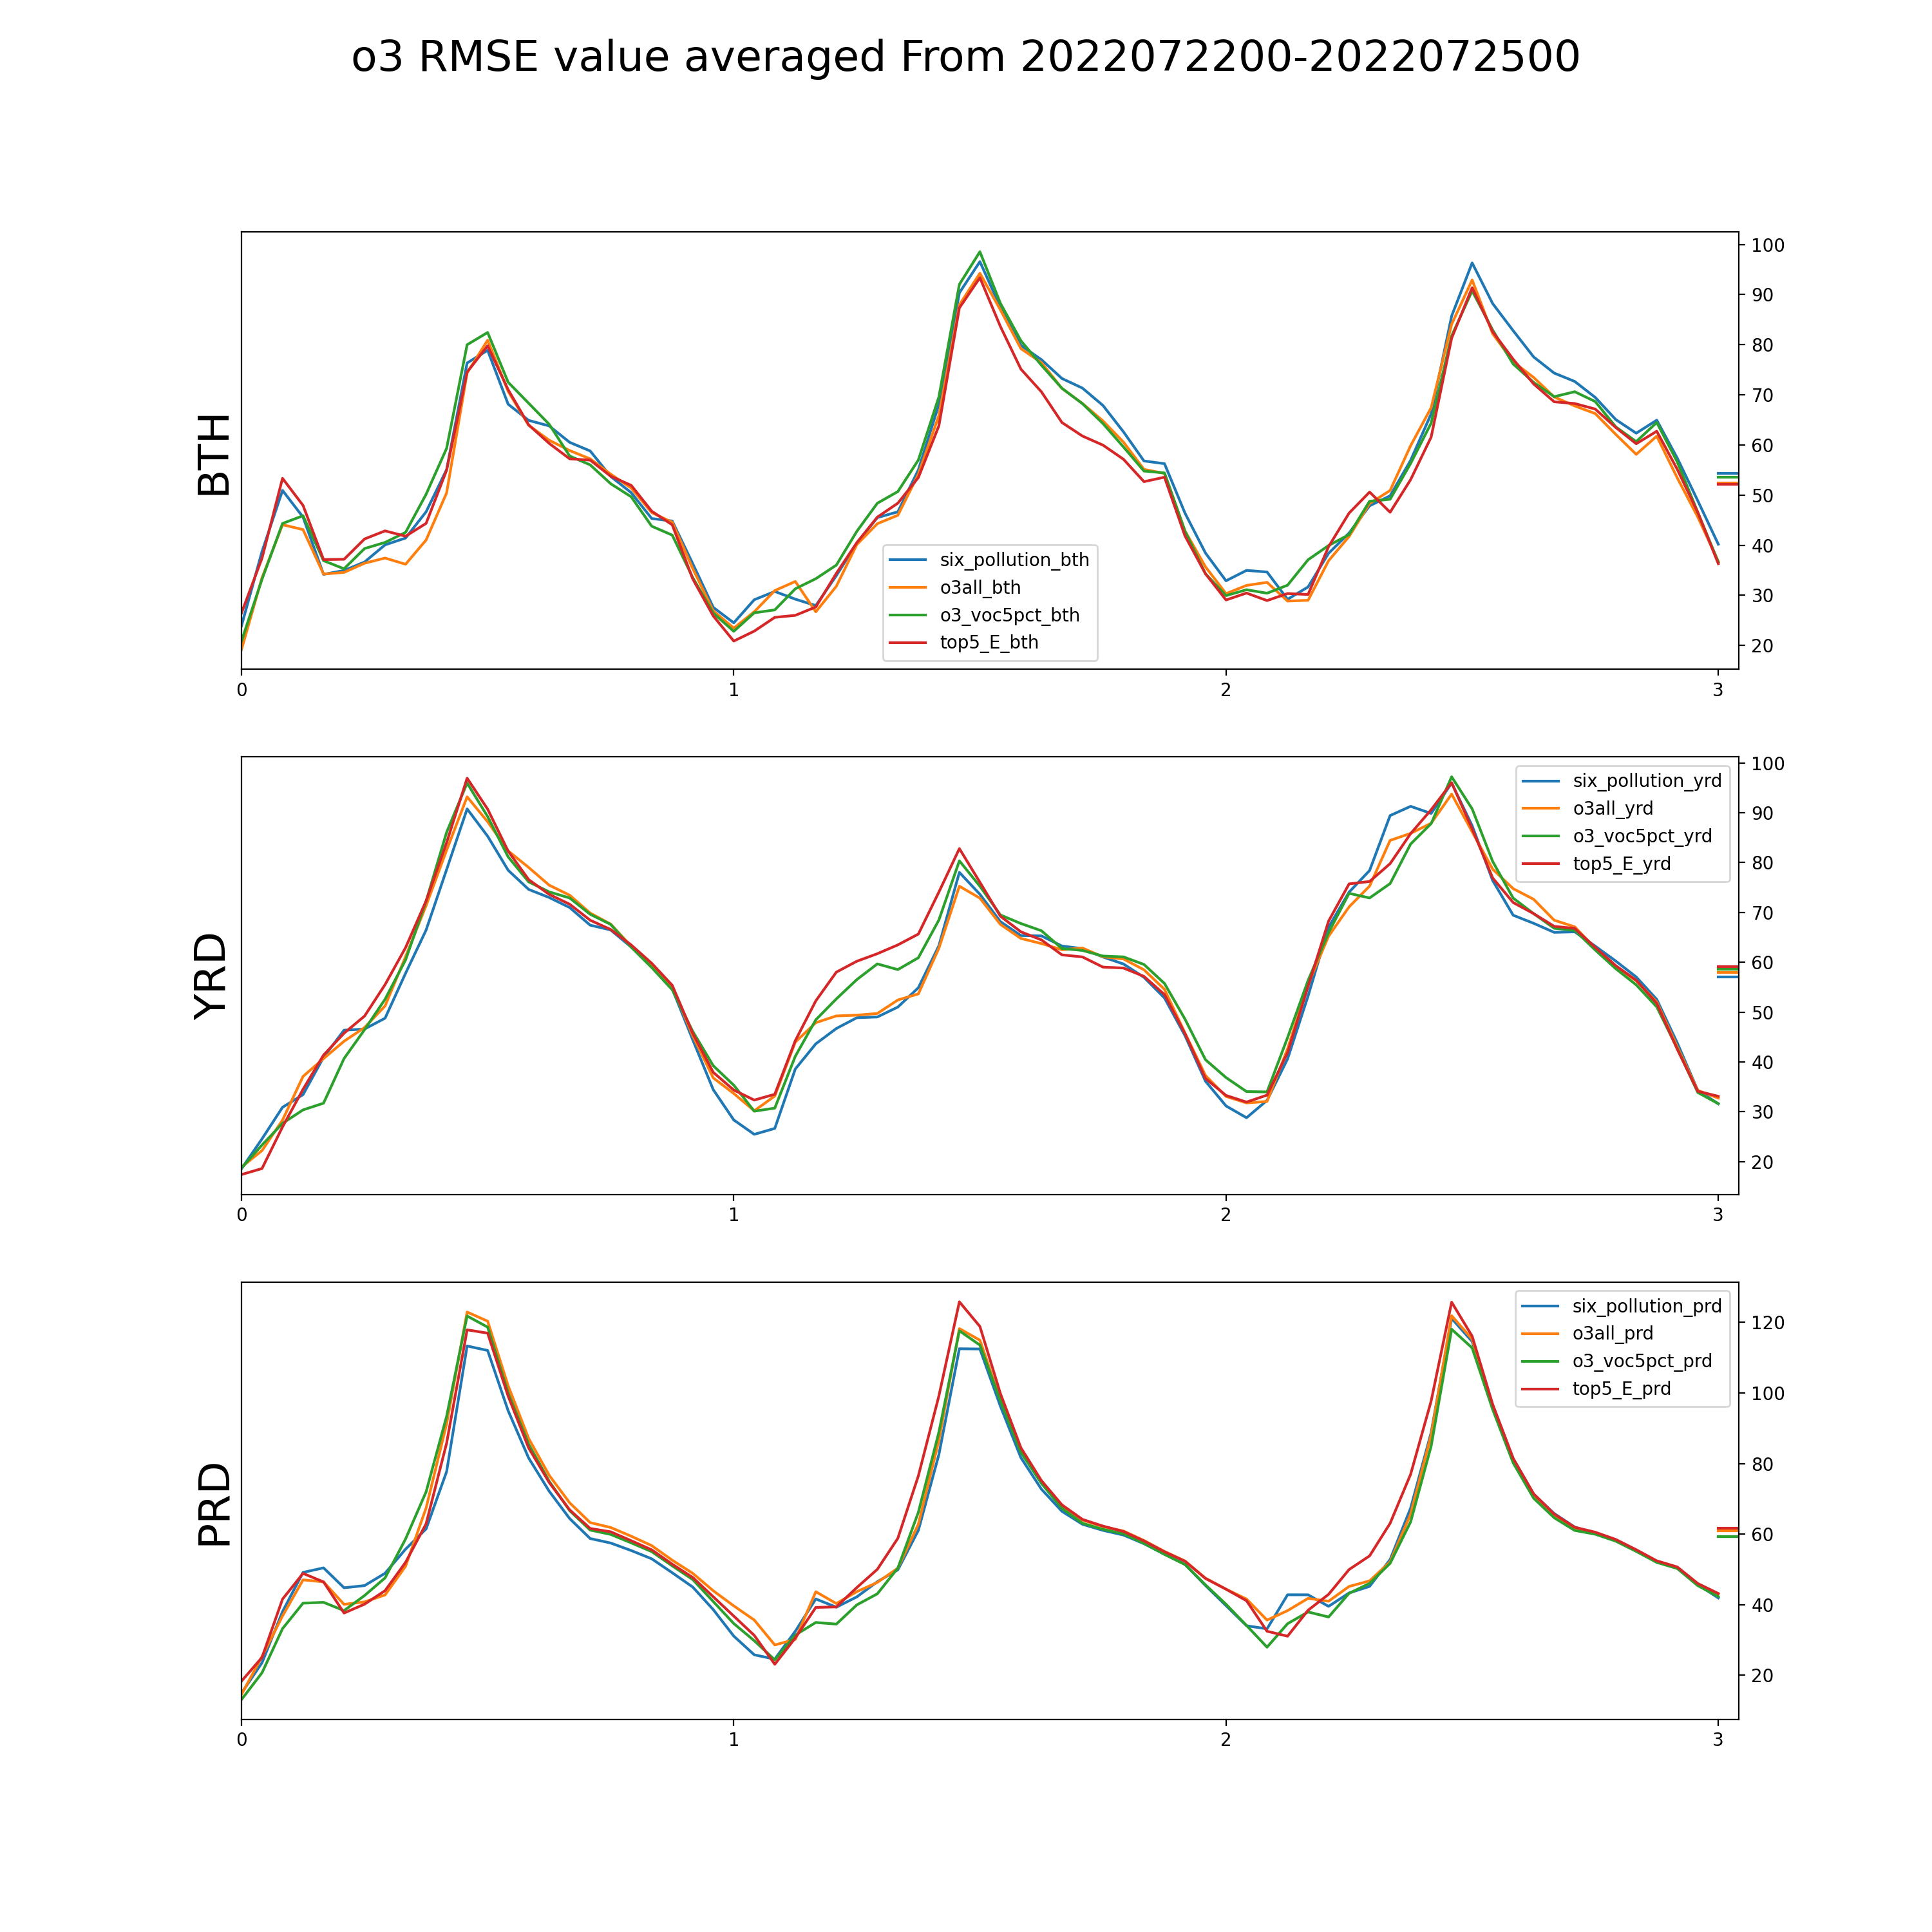 o3 RMSE value averaged From 2022072200-2022072500
BTH
100
90
80
70
60
50
40
30
20
six_pollution_bth
o3all_bth
o3_voc5pct_bth
top5_E_bth
0 1 2 3
YRD
100
90
80
70
60
50
40
30
20
six_pollution_yrd
o3all_yrd
o3_voc5pct_yrd
top5_E_yrd
0 1 2 3
PRD
120
100
80
60
40
20
six_pollution_prd
o3all_prd
o3_voc5pct_prd
top5_E_prd
0 1 2 3